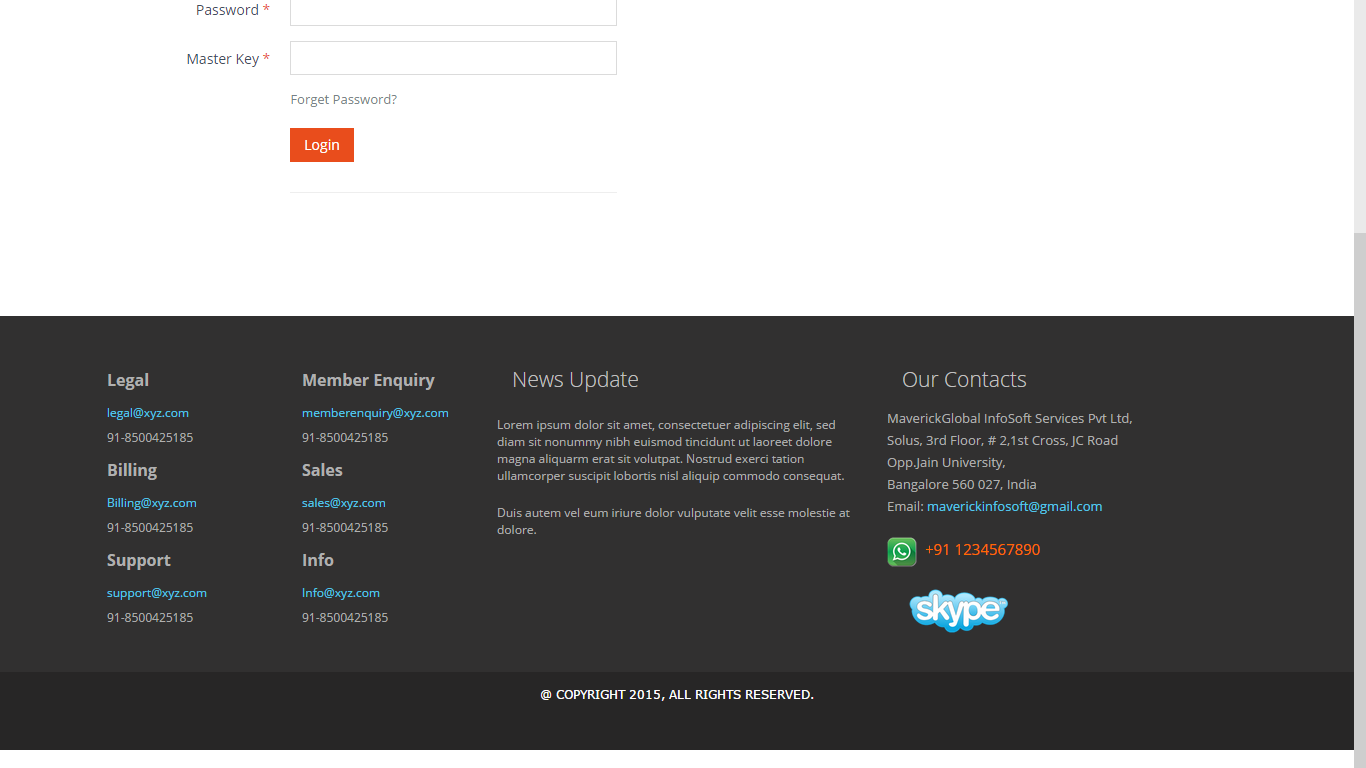 Password *
Master Key *
Forget Password?
Login
Legal
legal@xyz.com
91-8500425185
Billing
Billing@xyz.com
91-8500425185
Support
support@xyz.com
91-8500425185
Member Enquiry
memberenquiry@xyz.com
91-8500425185
Sales
sales@xyz.com
91-8500425185
Info
Info@xyz.com
91-8500425185
News Update
Lorem ipsum dolor sit amet, consectetuer adipiscing elit, sed
diam sit nonummy nibh euismod tincidunt ut laoreet dolore
magna aliquarm erat sit volutpat. Nostrud exerci tation
ullamcorper suscipit lobortis nisl aliquip commodo consequat.
Duis autem vel eum iriure dolor vulputate velit esse molestie at
dolore.
Our Contacts
MaverickGlobal InfoSoft Services Pvt Ltd,
Solus, 3rd Floor, # 2,1st Cross, JC Road
Opp.Jain University,
Bangalore 560 027, India
Email: maverickinfosoft@gmail.com
+91 1234567890
skype
@ COPYRIGHT 2015, ALL RIGHTS RESERVED.